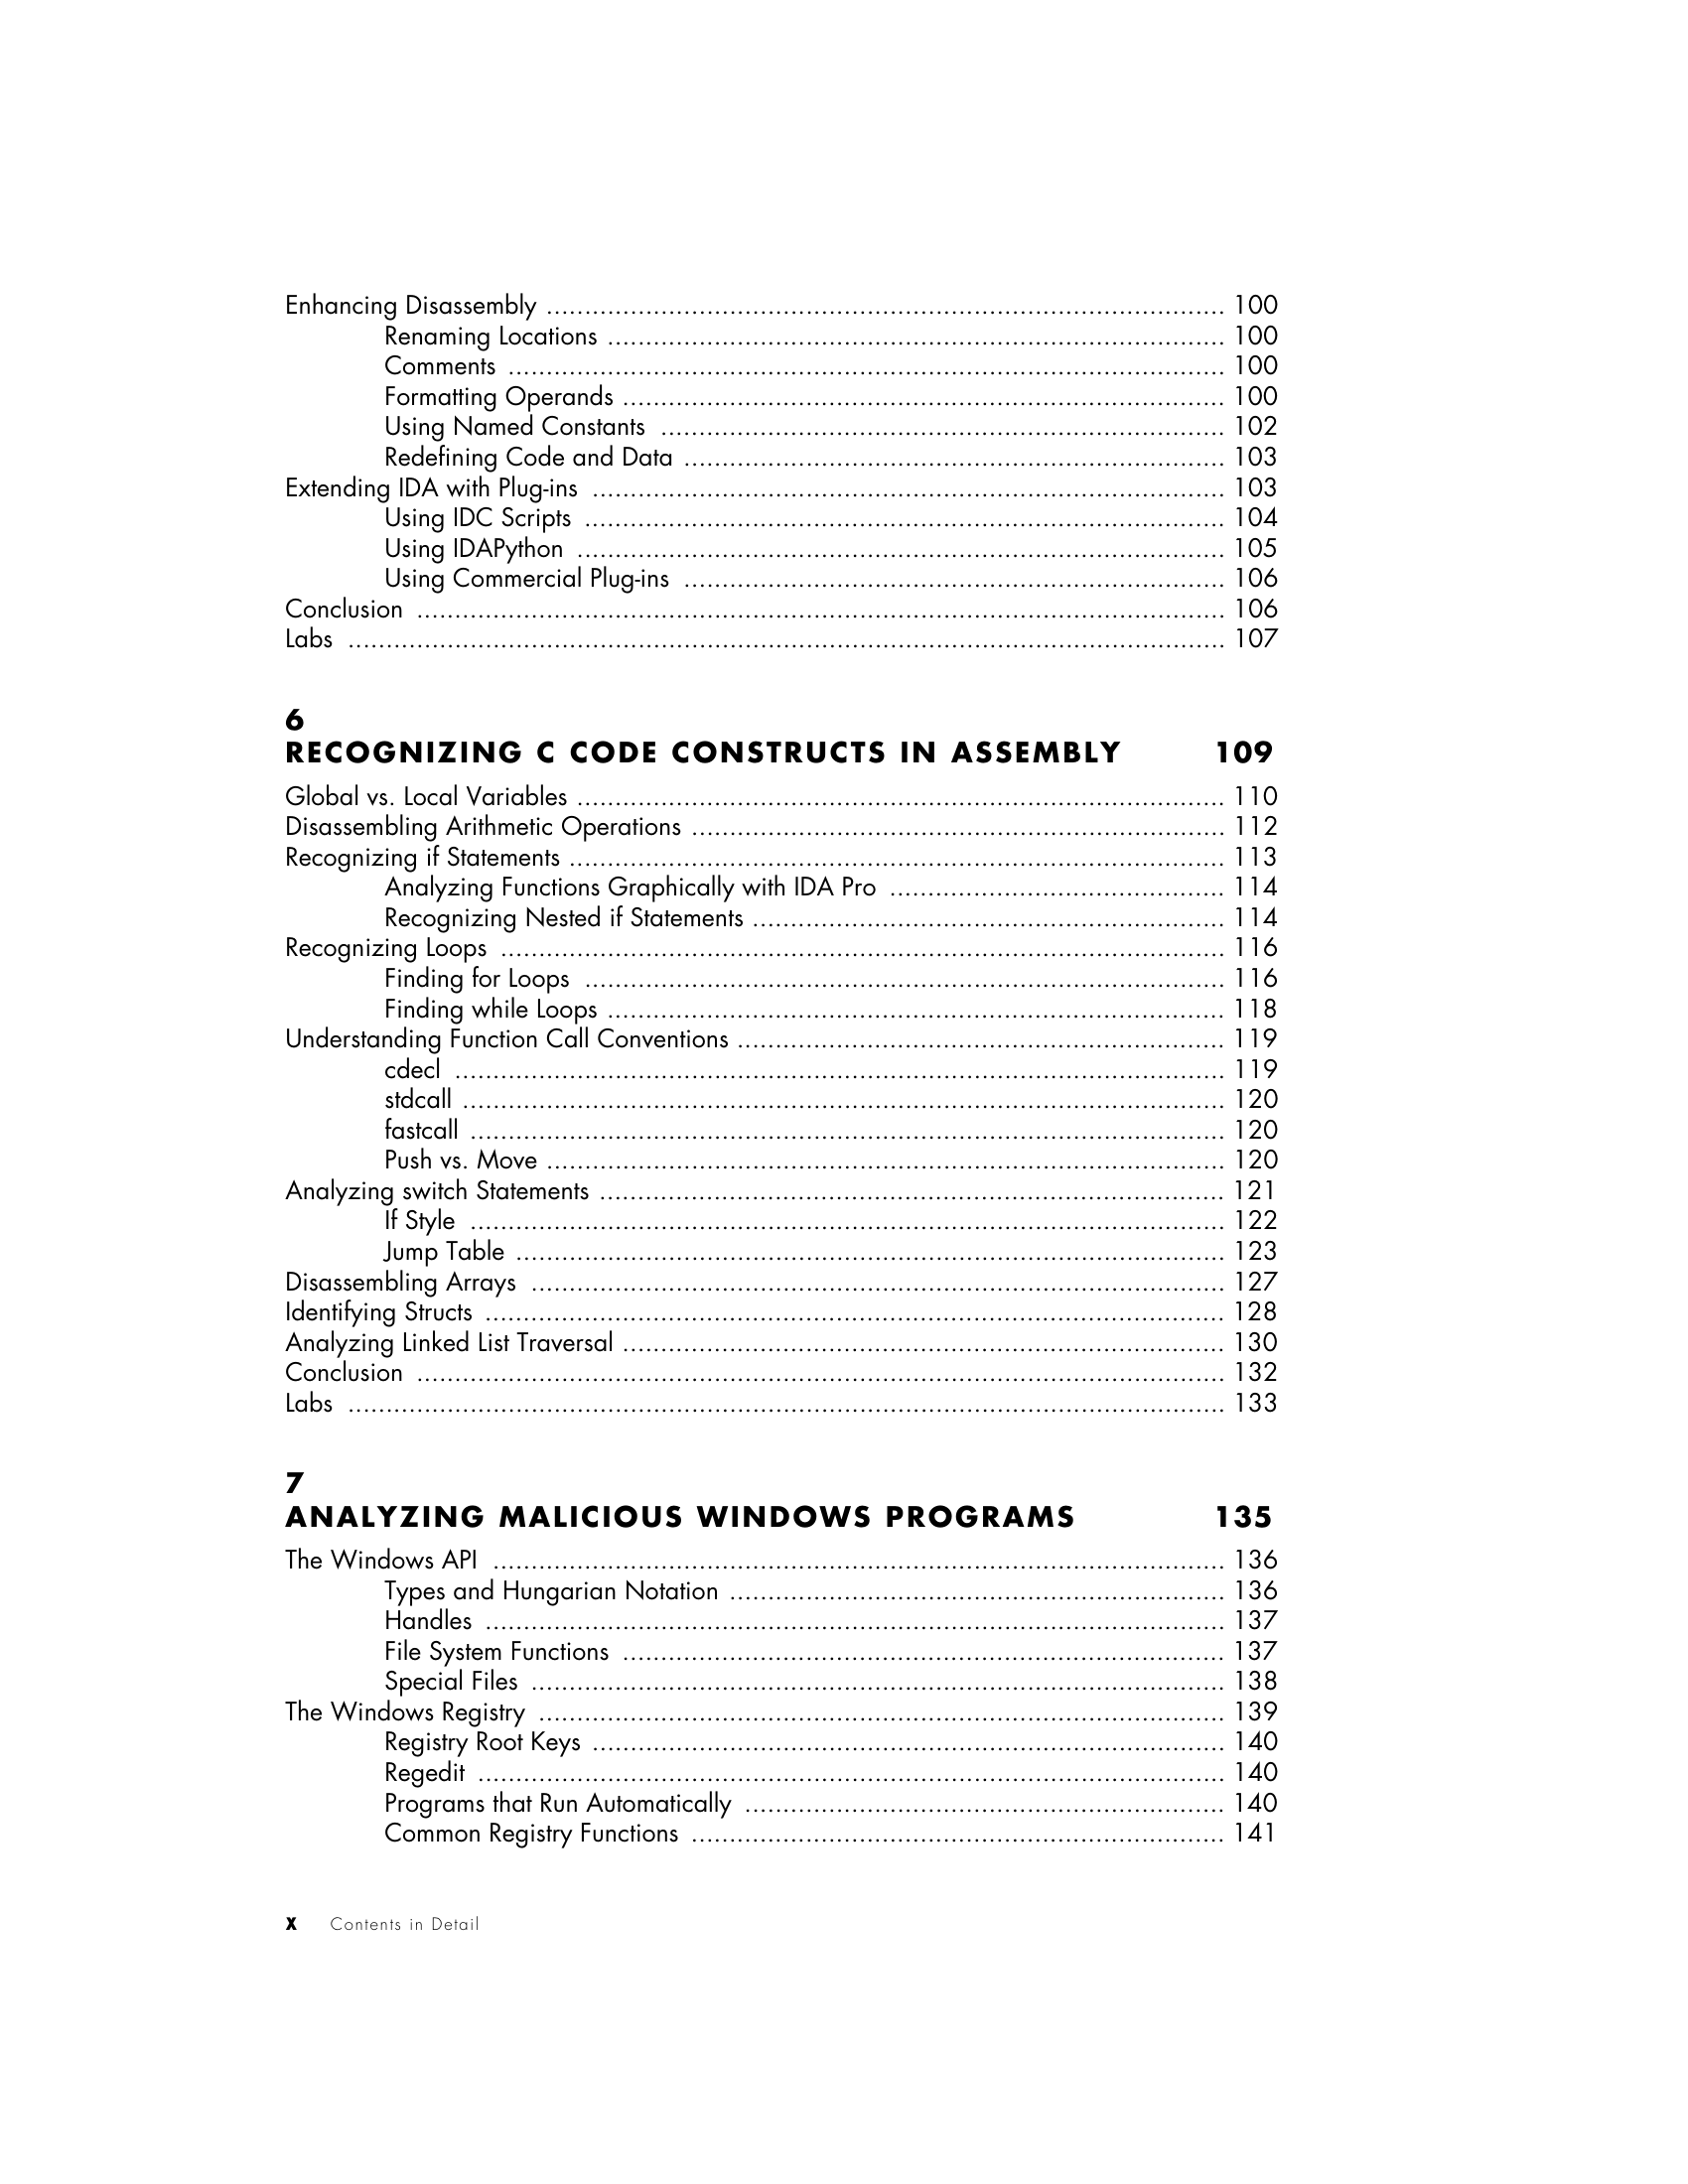 Enhancing Disassembly ........................................................................................ 100
Renaming Locations ................................................................................ 100
Comments ............................................................................................. 100
Formatting Operands .............................................................................. 100
Using Named Constants ......................................................................... 102
Redefining Code and Data ...................................................................... 103
Extending IDA with Plug-ins .................................................................................. 103
Using IDC Scripts ................................................................................... 104
Using IDAPython .................................................................................... 105
Using Commercial Plug-ins ...................................................................... 106
Conclusion ......................................................................................................... 106
Labs .................................................................................................................. 107
6
RECOGNIZING C CODE CONSTRUCTS IN ASSEMBLY 109
Global vs. Local Variables .................................................................................... 110
Disassembling Arithmetic Operations ..................................................................... 112
Recognizing if Statements ..................................................................................... 113
Analyzing Functions Graphically with IDA Pro ............................................ 114
Recognizing Nested if Statements ............................................................. 114
Recognizing Loops .............................................................................................. 116
Finding for Loops ................................................................................... 116
Finding while Loops ................................................................................ 118
Understanding Function Call Conventions ............................................................... 119
cdecl .................................................................................................... 119
stdcall ................................................................................................... 120
fastcall .................................................................................................. 120
Push vs. Move ........................................................................................ 120
Analyzing switch Statements ................................................................................. 121
If Style .................................................................................................. 122
Jump Table ............................................................................................ 123
Disassembling Arrays .......................................................................................... 127
Identifying Structs ................................................................................................ 128
Analyzing Linked List Traversal .............................................................................. 130
Conclusion ......................................................................................................... 132
Labs .................................................................................................................. 133
7
ANALYZING MALICIOUS WINDOWS PROGRAMS 135
The Windows API ............................................................................................... 136
Types and Hungarian Notation ................................................................ 136
Handles ................................................................................................ 137
File System Functions .............................................................................. 137
Special Files .......................................................................................... 138
The Windows Registry ......................................................................................... 139
Registry Root Keys .................................................................................. 140
Regedit ................................................................................................. 140
Programs that Run Automatically .............................................................. 140
Common Registry Functions ..................................................................... 141
x Contents in Detail